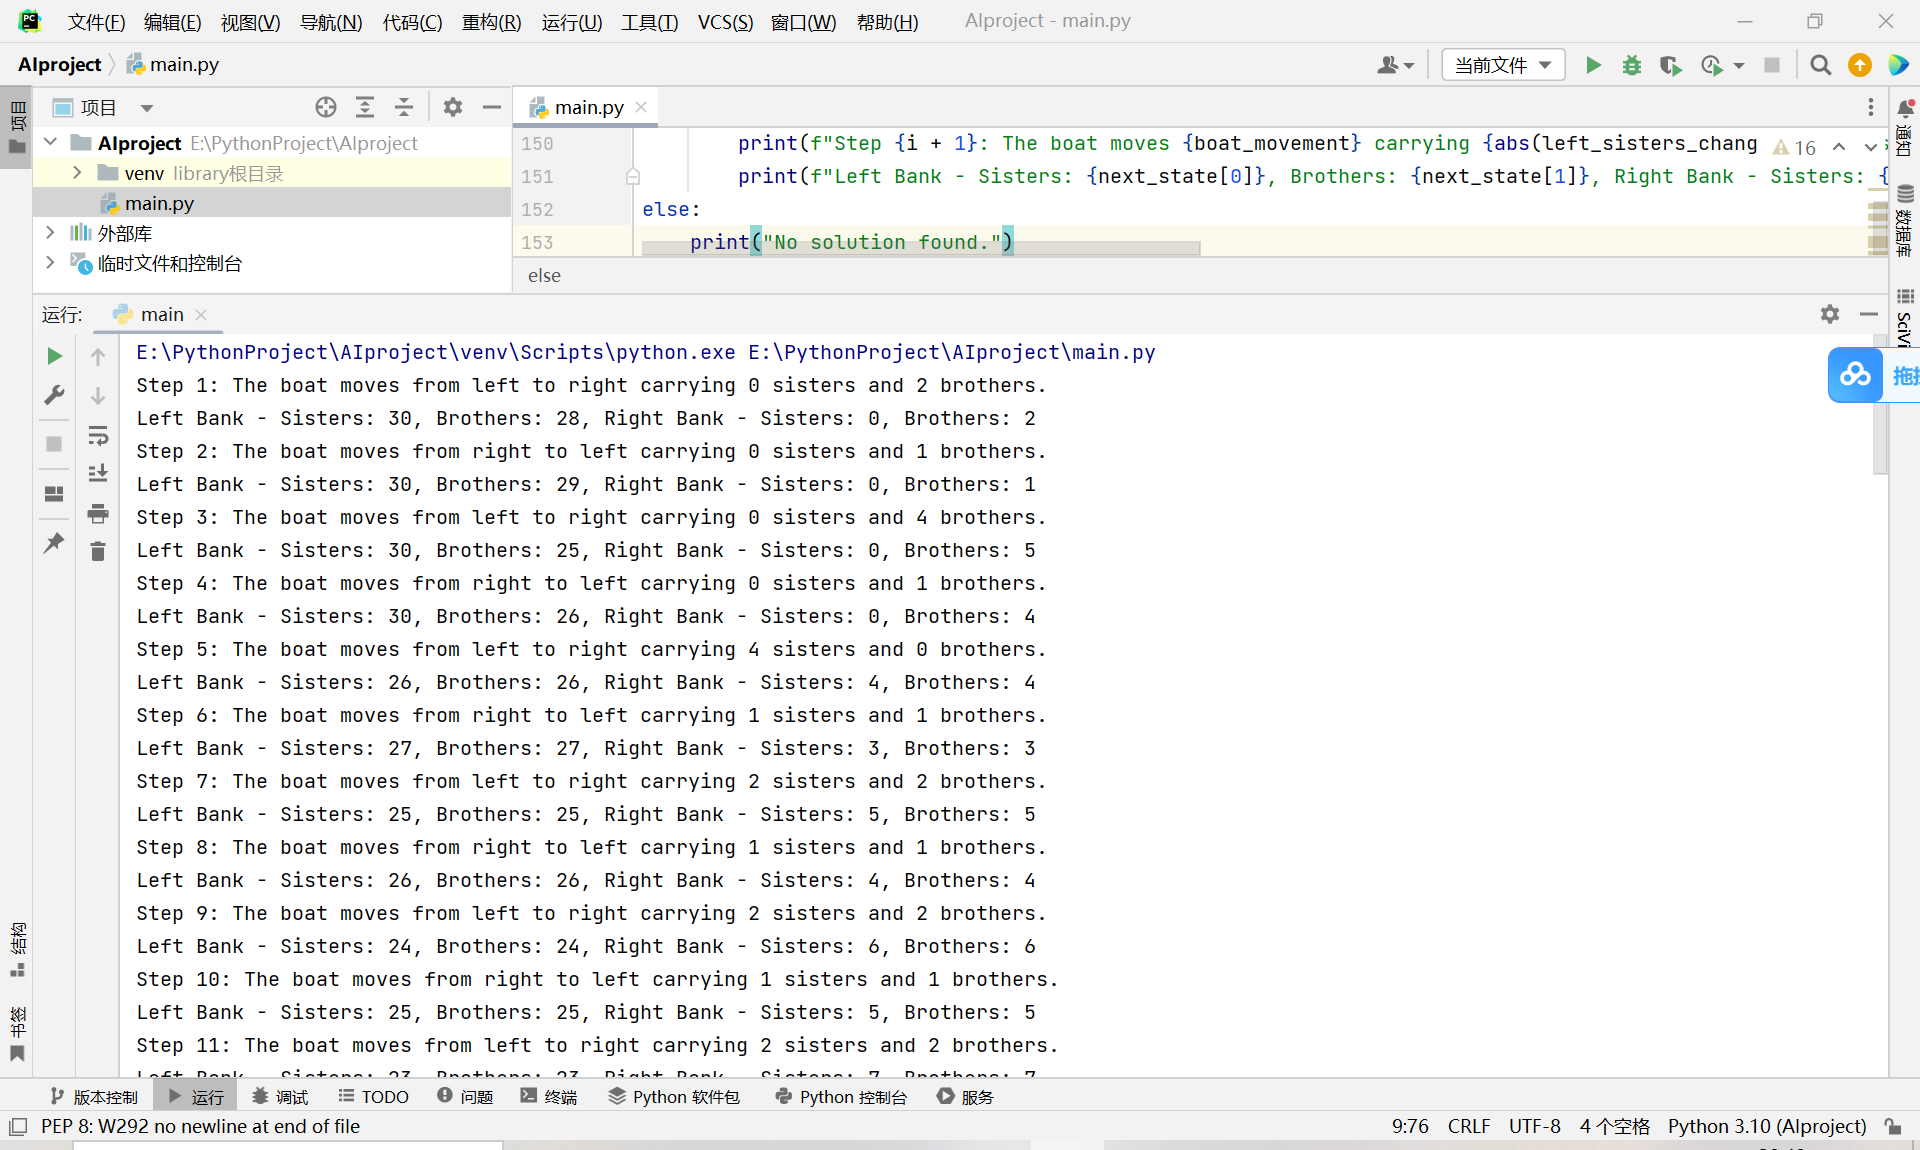 文件(F) 编辑(E) 视图(V) 导航(N) 代码(C) 重构(R) 运行(U) 工具(T) VCS(S) 窗口(W) 帮助(H) AIproject - main.py
AIproject main.py
当前文件
项目
项目
main.py
AIproject E:\PythonProject\AIproject
venv library根目录
main.py
外部库
临时文件和控制台
150 print(f"Step {i + 1}: The boat moves {boat_movement} carrying {abs(left_sisters_chang
16
151 print(f"Left Bank - Sisters: {next_state[0]}, Brothers: {next_state[1]}, Right Bank - Sisters: {
152 else:
153 print("No solution found.")
else
通知
数据库
SciVi
拖拽
运行: main
E:\PythonProject\AIproject\venv\Scripts\python.exe E:\PythonProject\AIproject\main.py
Step 1: The boat moves from left to right carrying 0 sisters and 2 brothers.
Left Bank - Sisters: 30, Brothers: 28, Right Bank - Sisters: 0, Brothers: 2
Step 2: The boat moves from right to left carrying 0 sisters and 1 brothers.
Left Bank - Sisters: 30, Brothers: 29, Right Bank - Sisters: 0, Brothers: 1
Step 3: The boat moves from left to right carrying 0 sisters and 4 brothers.
Left Bank - Sisters: 30, Brothers: 25, Right Bank - Sisters: 0, Brothers: 5
Step 4: The boat moves from right to left carrying 0 sisters and 1 brothers.
Left Bank - Sisters: 30, Brothers: 26, Right Bank - Sisters: 0, Brothers: 4
Step 5: The boat moves from left to right carrying 4 sisters and 0 brothers.
Left Bank - Sisters: 26, Brothers: 26, Right Bank - Sisters: 4, Brothers: 4
Step 6: The boat moves from right to left carrying 1 sisters and 1 brothers.
Left Bank - Sisters: 27, Brothers: 27, Right Bank - Sisters: 3, Brothers: 3
Step 7: The boat moves from left to right carrying 2 sisters and 2 brothers.
Left Bank - Sisters: 25, Brothers: 25, Right Bank - Sisters: 5, Brothers: 5
Step 8: The boat moves from right to left carrying 1 sisters and 1 brothers.
Left Bank - Sisters: 26, Brothers: 26, Right Bank - Sisters: 4, Brothers: 4
Step 9: The boat moves from left to right carrying 2 sisters and 2 brothers.
Left Bank - Sisters: 24, Brothers: 24, Right Bank - Sisters: 6, Brothers: 6
Step 10: The boat moves from right to left carrying 1 sisters and 1 brothers.
Left Bank - Sisters: 25, Brothers: 25, Right Bank - Sisters: 5, Brothers: 5
Step 11: The boat moves from left to right carrying 2 sisters and 2 brothers.
Left Bank - Sisters: 23, Brothers: 23, Right Bank - Sisters: 7, Brothers: 7
结构
书签
版本控制 运行 调试 TODO 问题 终端 Python 软件包 Python 控制台 服务
PEP 8: W292 no newline at end of file 9:76 CRLF UTF-8 4 个空格 Python 3.10 (AIproject)